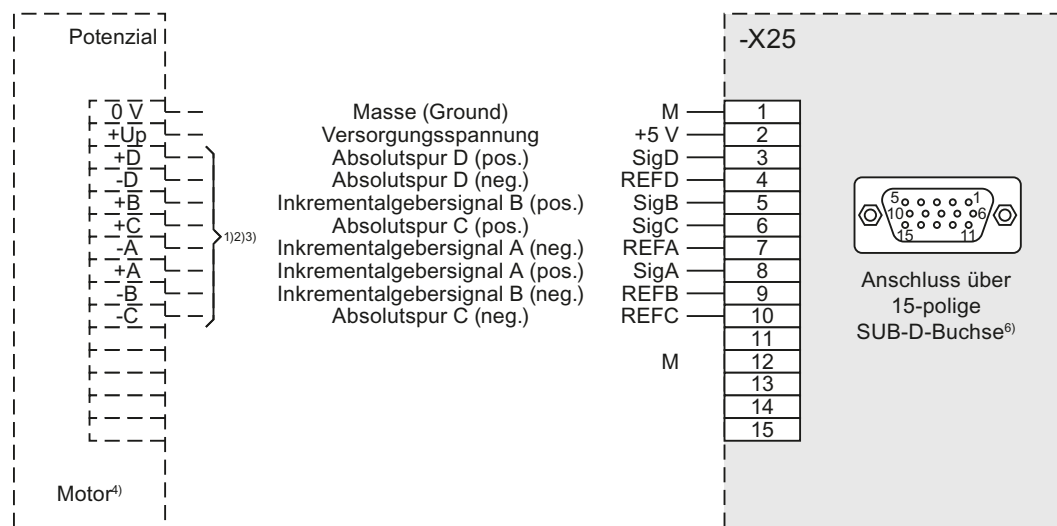 Potenzial
-X25
0 V Masse (Ground) M 1
+Up Versorgungsspannung +5 V 2
+D Absolutspur D (pos.) SigD 3
-D Absolutspur D (neg.) REFD 4
+B Inkrementalgebersignal B (pos.) SigB 5
+C Absolutspur C (pos.) SigC 6
-A Inkrementalgebersignal A (neg.) REFA 7
+A Inkrementalgebersignal A (pos.) SigA 8
-B Inkrementalgebersignal B (neg.) REFB 9
-C Absolutspur C (neg.) REFC 10
11
M 12
13
14
15
1)2)3)
5 1
10 6
15 11
Anschluss über
15-polige
SUB-D-Buchse6)
Motor4)